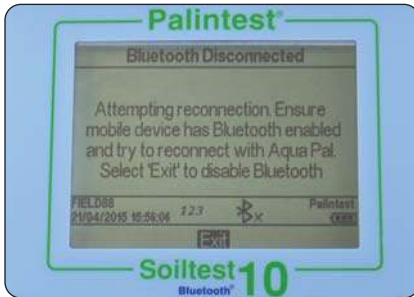 Palintest®
Bluetooth Disconnected
Attempting reconnection. Ensure
mobile device has Bluetooth enabled
and try to reconnect with Aqua Pal.
Select 'Exit' to disable Bluetooth
FIELD88
21/04/2015 15:56:06
123
Palintest
Exit
Soiltest 10
Bluetooth®